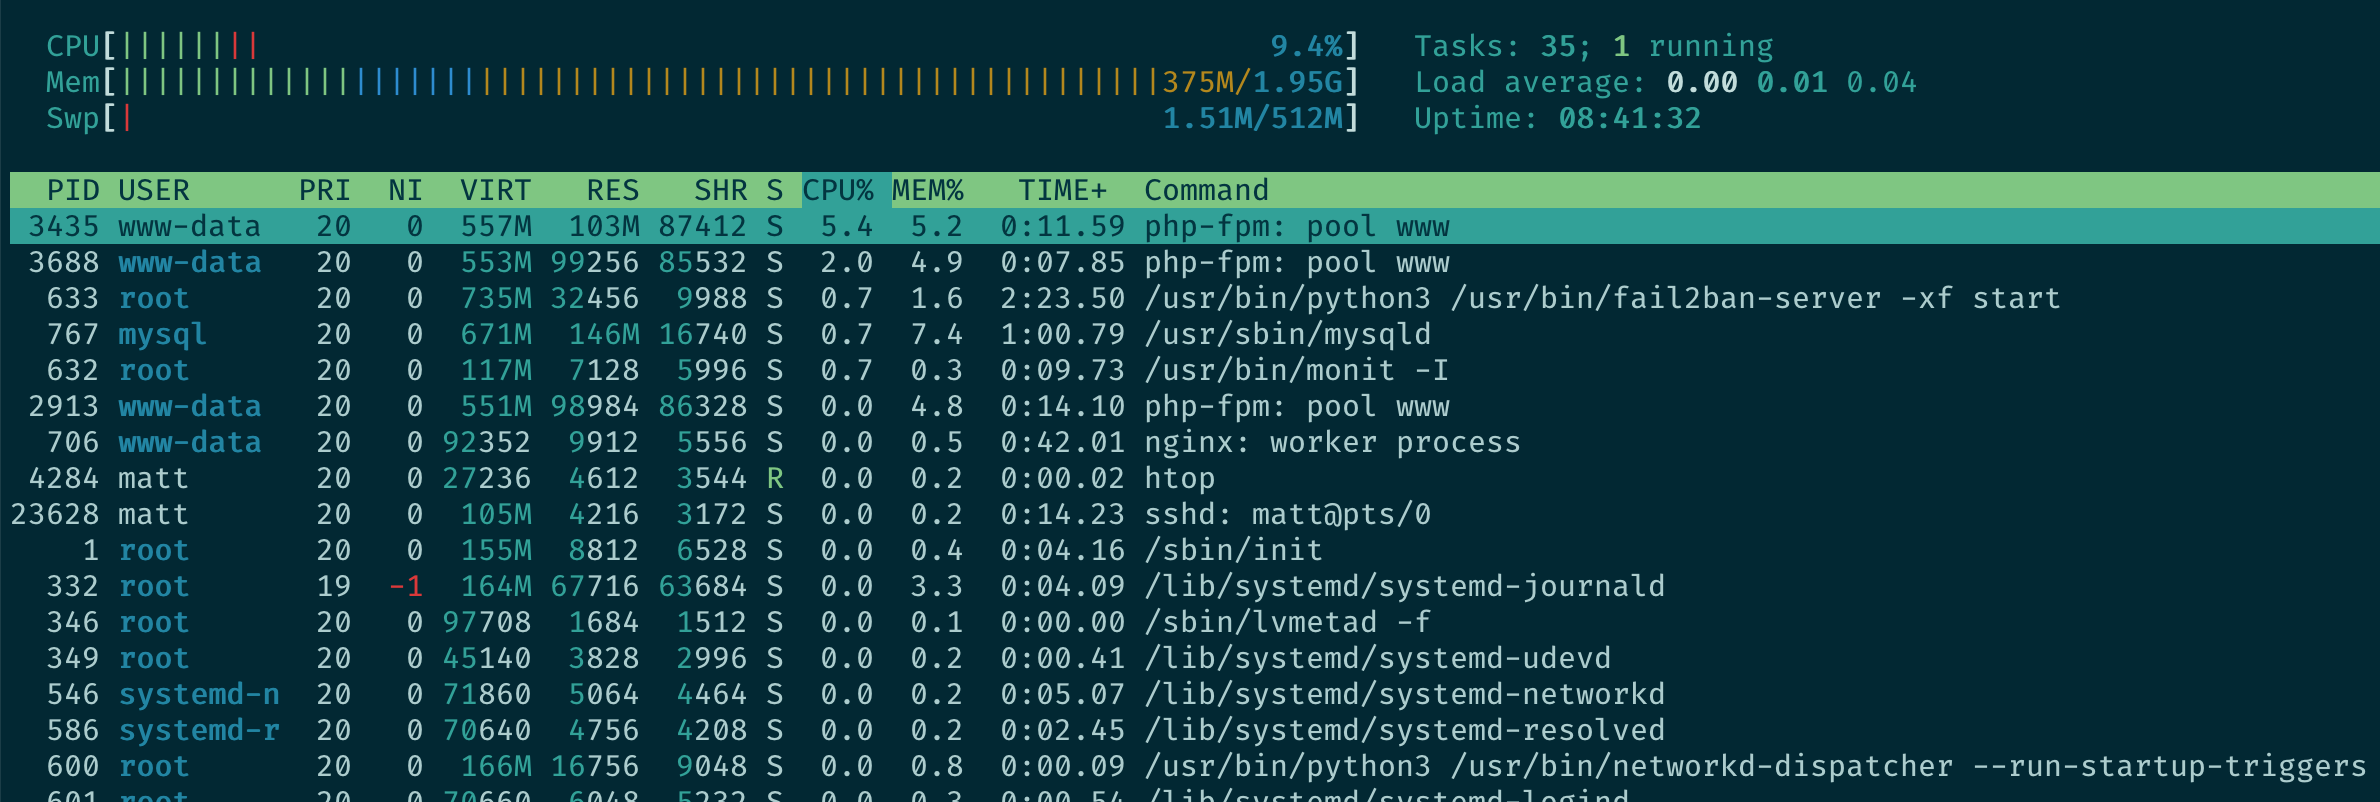 CPU[|||||||| 9.4%] Tasks: 35; 1 running
Mem[||||||||||||||||||||||||||||||||||||||||||||||||||||||||||375M/1.95G] Load average: 0.00 0.01 0.04
Swp[| 1.51M/512M] Uptime: 08:41:32
PID USER PRI NI VIRT RES SHR S CPU% MEM% TIME+ Command
3435 www-data 20 0 557M 103M 87412 S 5.4 5.2 0:11.59 php-fpm: pool www
3688 www-data 20 0 553M 99256 85532 S 2.0 4.9 0:07.85 php-fpm: pool www
633 root 20 0 735M 32456 9988 S 0.7 1.6 2:23.50 /usr/bin/python3 /usr/bin/fail2ban-server -xf start
767 mysql 20 0 671M 146M 16740 S 0.7 7.4 1:00.79 /usr/sbin/mysqld
632 root 20 0 117M 7128 5996 S 0.7 0.3 0:09.73 /usr/bin/monit -I
2913 www-data 20 0 551M 98984 86328 S 0.0 4.8 0:14.10 php-fpm: pool www
706 www-data 20 0 92352 9912 5556 S 0.0 0.5 0:42.01 nginx: worker process
4284 matt 20 0 27236 4612 3544 R 0.0 0.2 0:00.02 htop
23628 matt 20 0 105M 4216 3172 S 0.0 0.2 0:14.23 sshd: matt@pts/0
1 root 20 0 155M 8812 6528 S 0.0 0.4 0:04.16 /sbin/init
332 root 19 -1 164M 67716 63684 S 0.0 3.3 0:04.09 /lib/systemd/systemd-journald
346 root 20 0 97708 1684 1512 S 0.0 0.1 0:00.00 /sbin/lvmetad -f
349 root 20 0 45140 3828 2996 S 0.0 0.2 0:00.41 /lib/systemd/systemd-udevd
546 systemd-n 20 0 71860 5064 4464 S 0.0 0.2 0:05.07 /lib/systemd/systemd-networkd
586 systemd-r 20 0 70640 4756 4208 S 0.0 0.2 0:02.45 /lib/systemd/systemd-resolved
600 root 20 0 166M 16756 9048 S 0.0 0.8 0:00.09 /usr/bin/python3 /usr/bin/networkd-dispatcher --run-startup-triggers
601 root 20 0 70660 6048 5232 S 0.0 0.3 0:00.54 /lib/systemd/systemd-logind